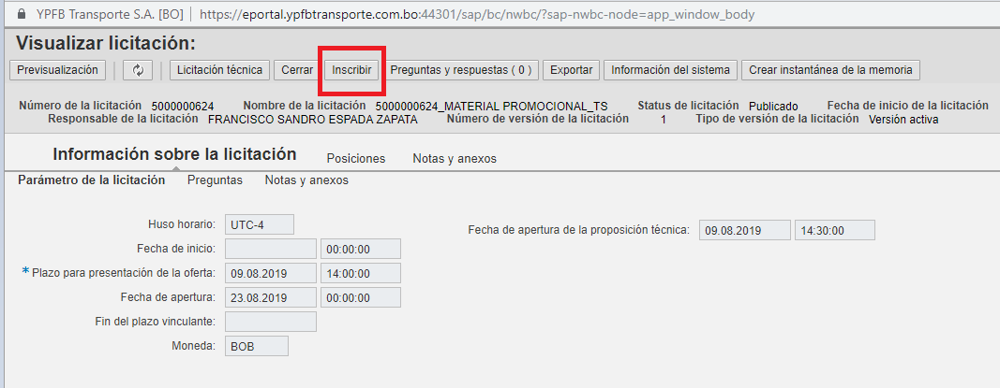 YPFB Transporte S.A. [BO] https://eportal.ypfbtransporte.com.bo:44301/sap/bc/nwbc/?sap-nwbc-node=app_window_body
Visualizar licitación:
Previsualización Licitación técnica Cerrar Inscribir Preguntas y respuestas ( 0 ) Exportar Información del sistema Crear instantánea de la memoria
Número de la licitación 5000000624 Nombre de la licitación 5000000624_MATERIAL PROMOCIONAL_TS Status de licitación Publicado Fecha de inicio de la licitación
Responsable de la licitación FRANCISCO SANDRO ESPADA ZAPATA Número de versión de la licitación 1 Tipo de versión de la licitación Versión activa
Información sobre la licitación Posiciones Notas y anexos
Parámetro de la licitación Preguntas Notas y anexos
Huso horario: UTC-4 Fecha de apertura de la proposición técnica: 09.08.2019 14:30:00
Fecha de inicio: 00:00:00
* Plazo para presentación de la oferta: 09.08.2019 14:00:00
Fecha de apertura: 23.08.2019 00:00:00
Fin del plazo vinculante:
Moneda: BOB